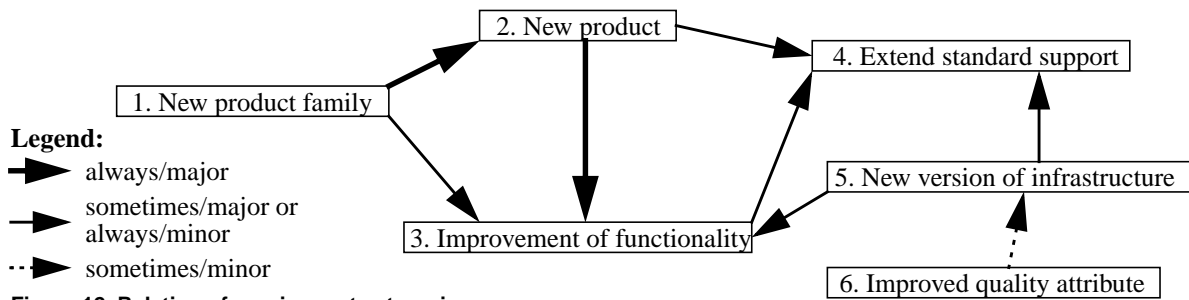 2. New product
4. Extend standard support
1. New product family
Legend:
always/major
5. New version of infrastructure
sometimes/major or
always/minor
3. Improvement of functionality
sometimes/minor
6. Improved quality attribute